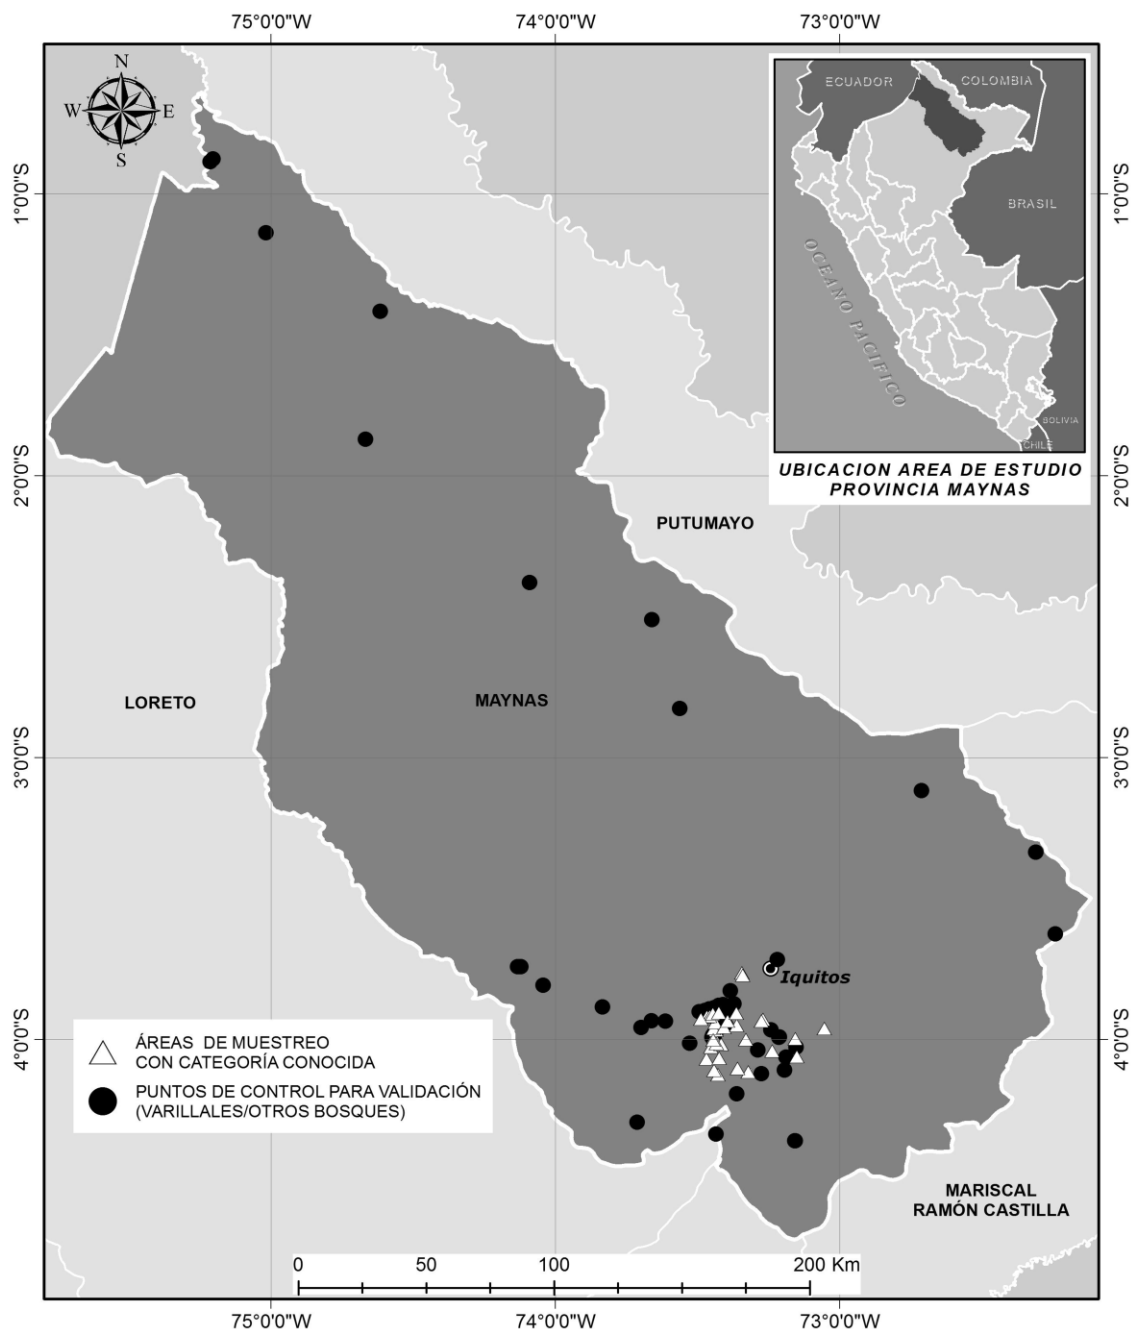 75°0'0"W 74°0'0"W 73°0'0"W
N
W E
S
1°0'0"S
2°0'0"S
3°0'0"S
4°0'0"S
ECUADOR
COLOMBIA
BRASIL
OCEANO PACIFICO
BOLIVIA
CHILE
UBICACION AREA DE ESTUDIO
PROVINCIA MAYNAS
1°0'0"S
2°0'0"S
3°0'0"S
4°0'0"S
PUTUMAYO
LORETO
MAYNAS
Iquitos
ÁREAS DE MUESTREO
CON CATEGORÍA CONOCIDA
PUNTOS DE CONTROL PARA VALIDACIÓN
(VARILLALES/OTROS BOSQUES)
MARISCAL
RAMÓN CASTILLA
0 50 100 200 Km
75°0'0"W 74°0'0"W 73°0'0"W